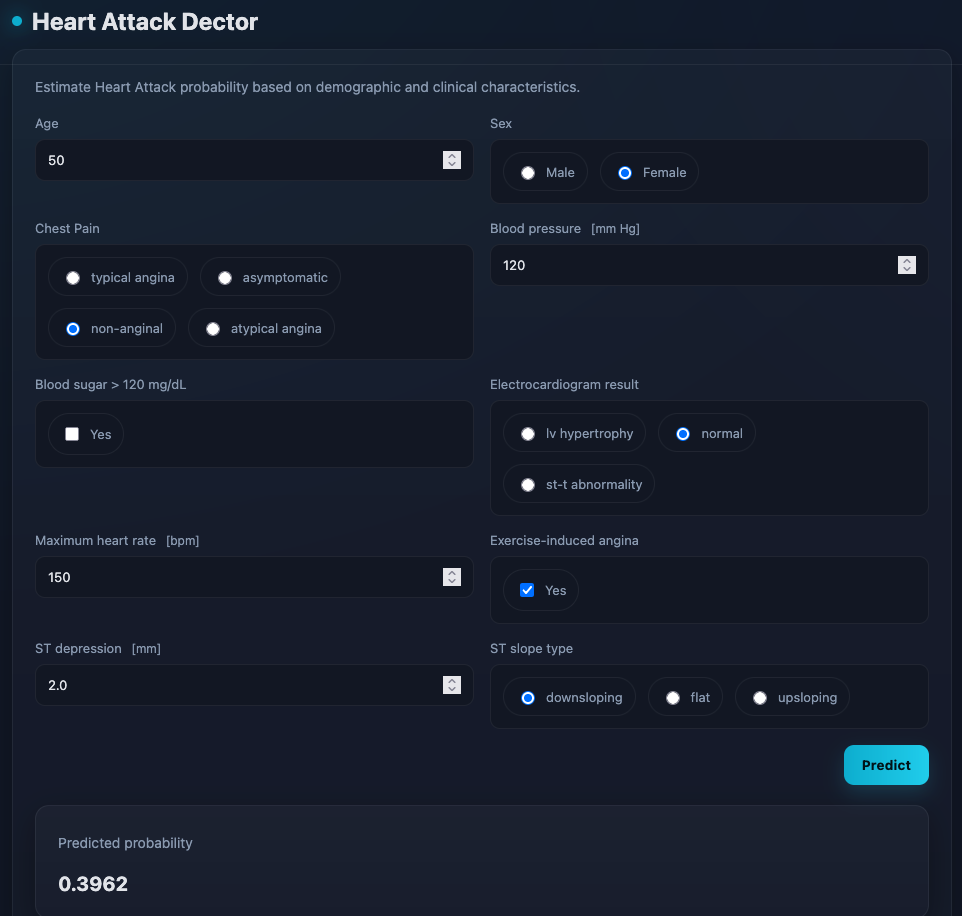 Heart Attack Dector
Estimate Heart Attack probability based on demographic and clinical characteristics.
Age
50
Sex
Male
Female
Chest Pain
typical angina
asymptomatic
non-anginal
atypical angina
Blood pressure [mm Hg]
120
Blood sugar > 120 mg/dL
Yes
Electrocardiogram result
lv hypertrophy
normal
st-t abnormality
Maximum heart rate [bpm]
150
Exercise-induced angina
Yes
ST depression [mm]
2.0
ST slope type
downsloping
flat
upsloping
Predict
Predicted probability
0.3962